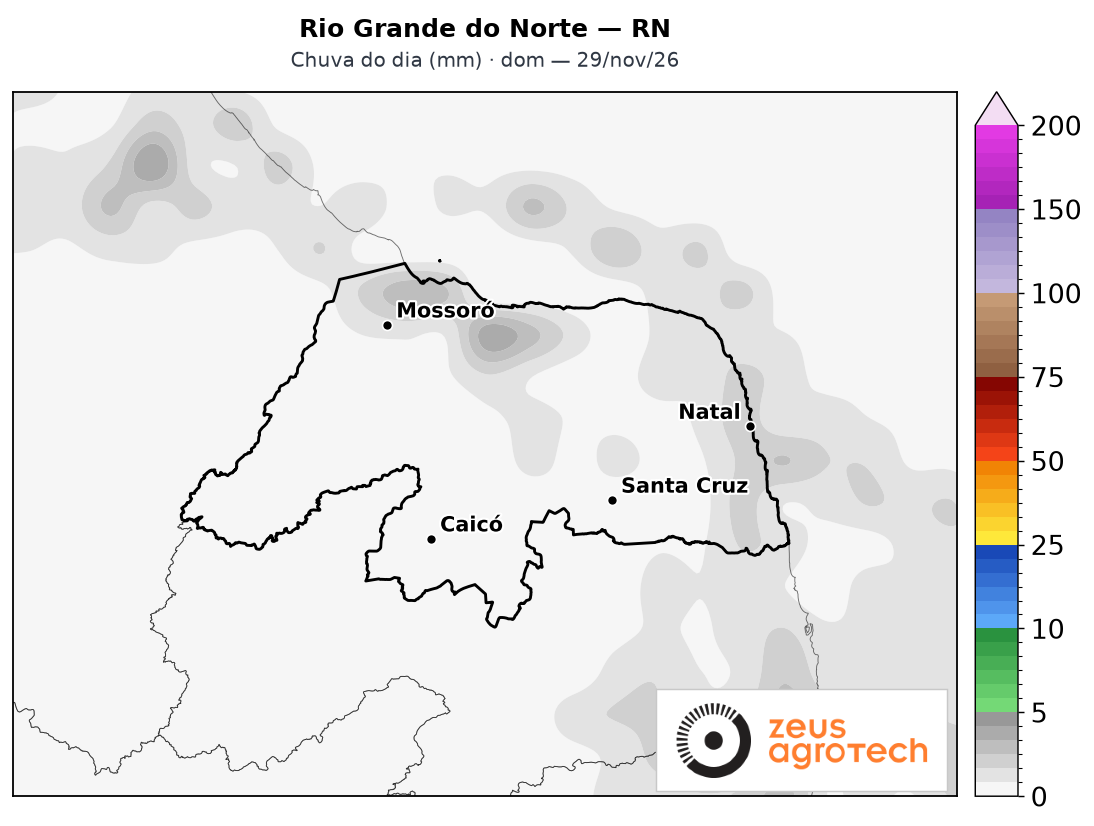 Rio Grande do Norte — RN
Chuva do dia (mm) · dom — 29/nov/26
200
150
100
75
50
25
10
5
0
Mossoró
Natal
Santa Cruz
Caicó
zeus
agrotech